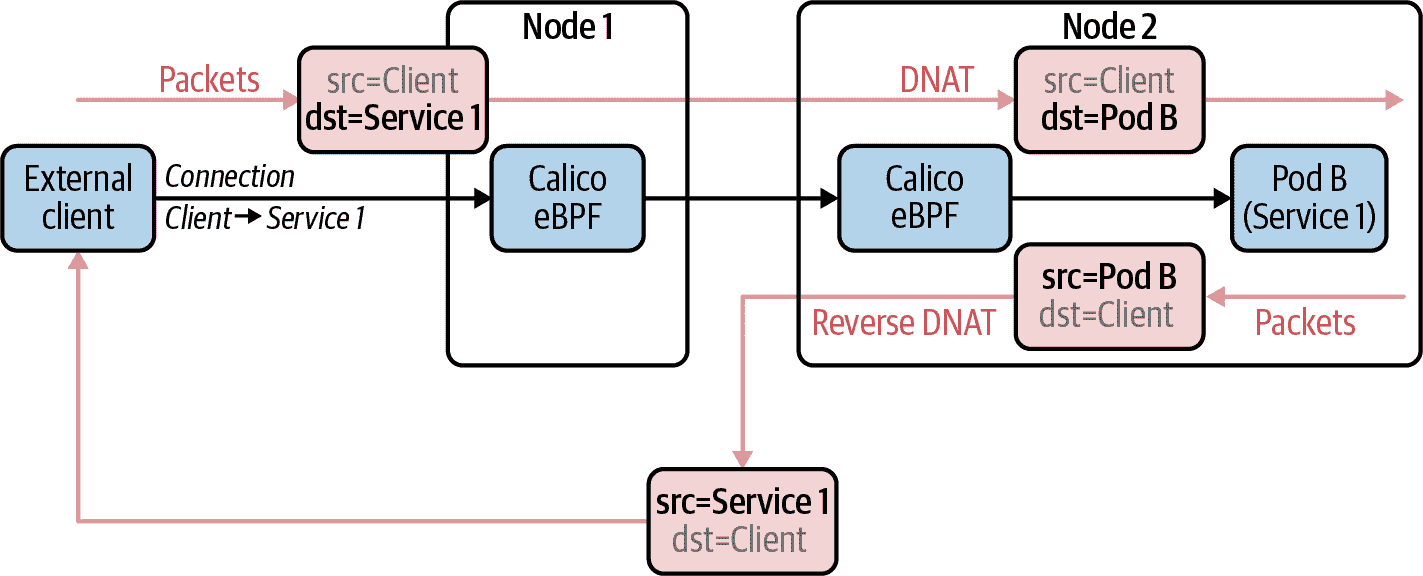 Node 1
Node 2
Packets
src=Client
dst=Service 1
DNAT
src=Client
dst=Pod B
External
client
Connection
Client→Service 1
Calico
eBPF
Calico
eBPF
Pod B
(Service 1)
src=Pod B
dst=Client
Reverse DNAT
Packets
src=Service 1
dst=Client